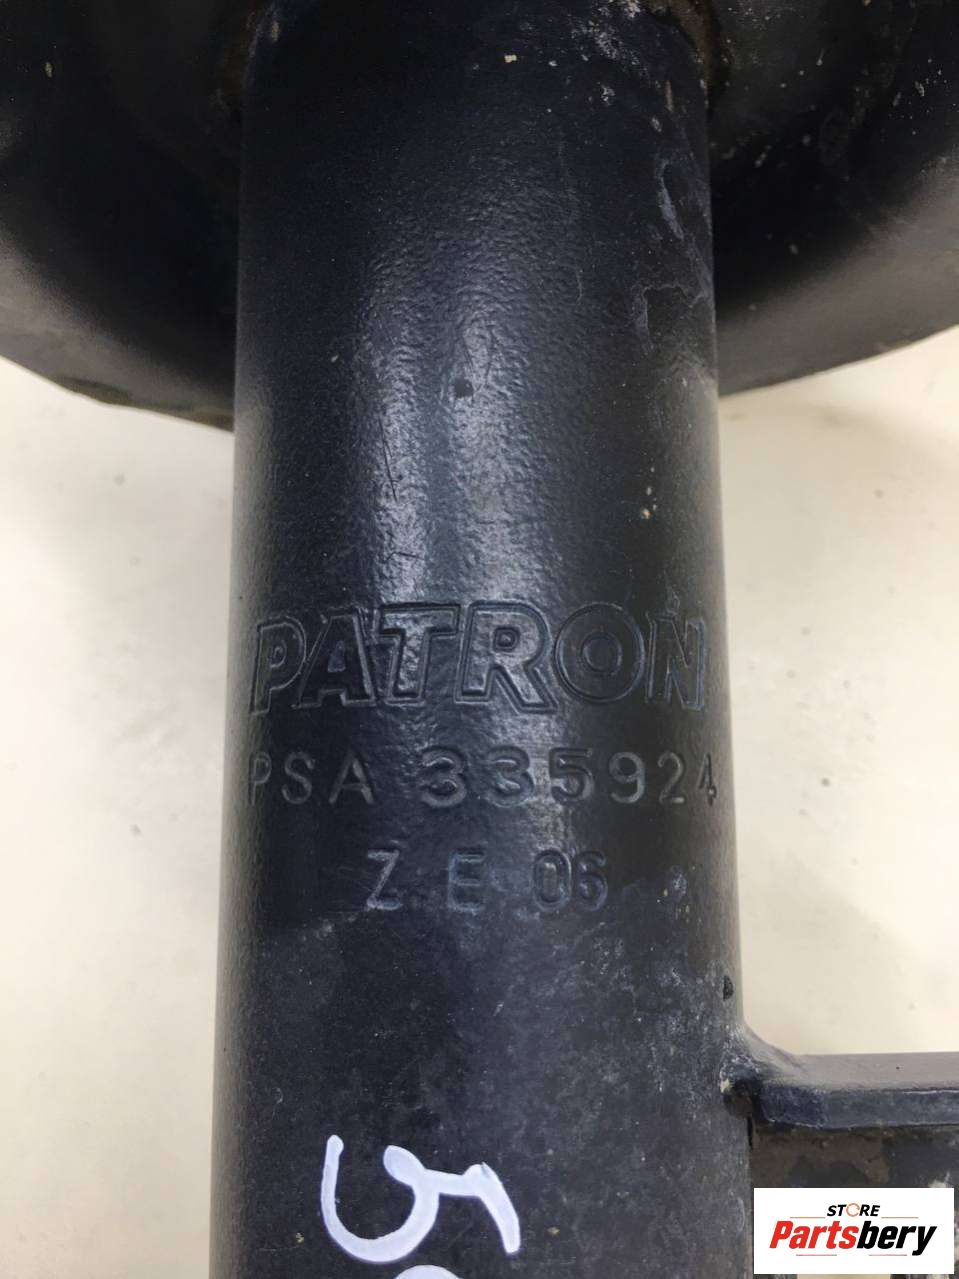 PATRON
PSA 335924
Z E 06
STORE
Partsbery